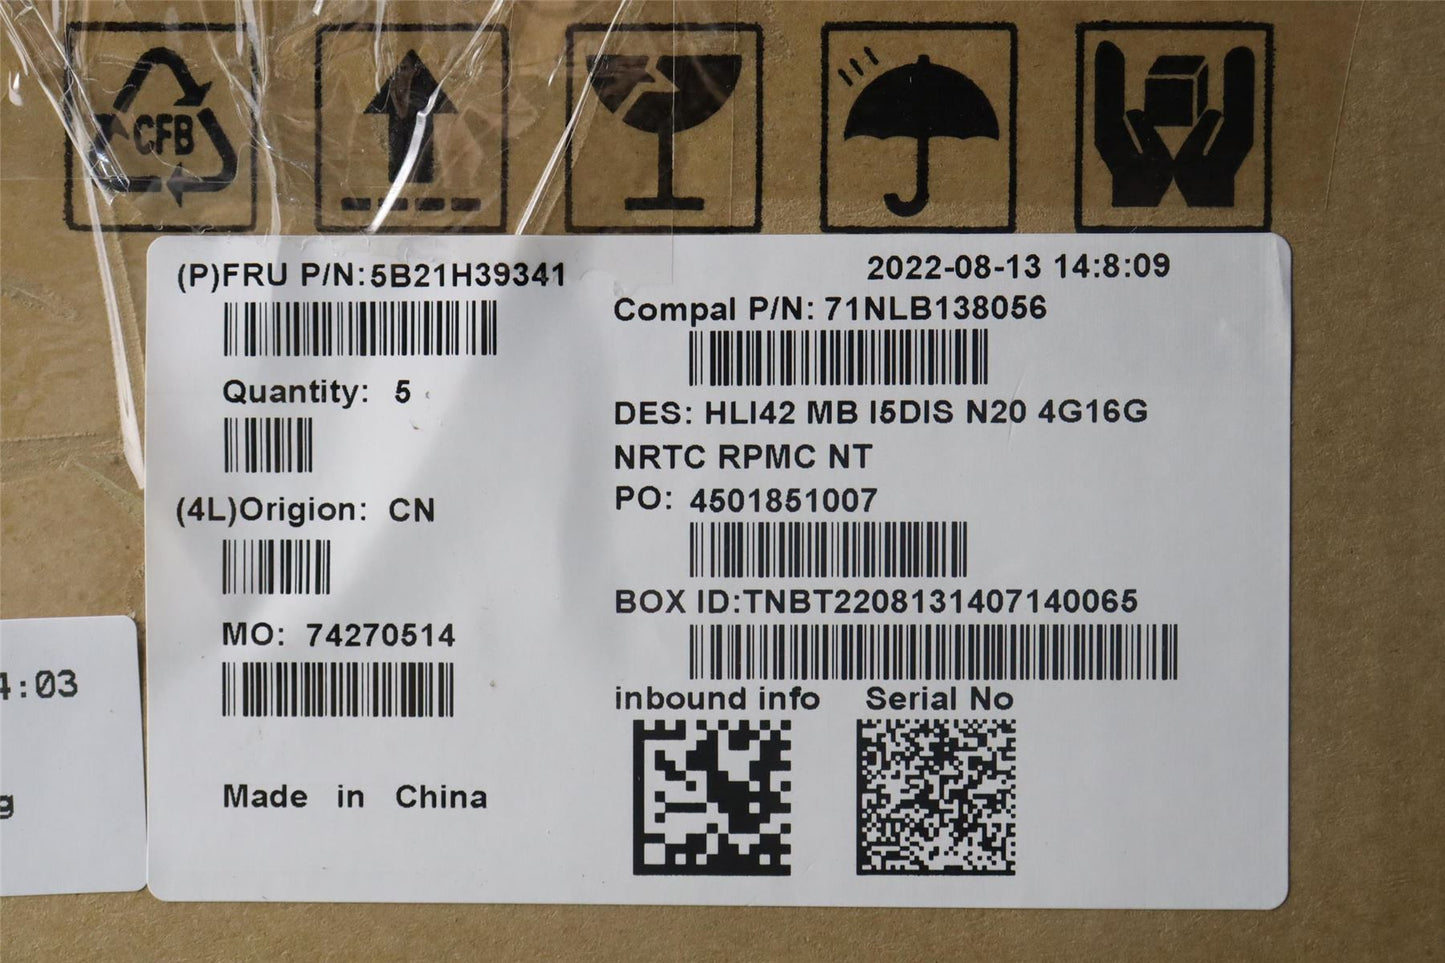 CFB
(P)FRU P/N:5B21H39341
2022-08-13 14:8:09
Compal P/N: 71NLB138056
Quantity: 5
DES: HLI42 MB I5DIS N20 4G16G
NRTC RPMC NT
(4L)Origion: CN
PO: 4501851007
BOX ID:TNBT2208131407140065
MO: 74270514
inbound info
Serial No
Made in China
4:03
g